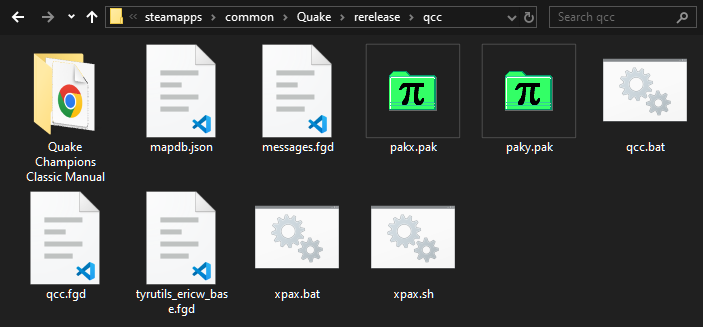 « steamapps > common > Quake > rerelease > qcc
Search qcc
Quake
Champions
Classic Manual
mapdb.json
messages.fgd
pakx.pak
paky.pak
qcc.bat
qcc.fgd
tyrutils_ericw_bas
e.fgd
xpax.bat
xpax.sh